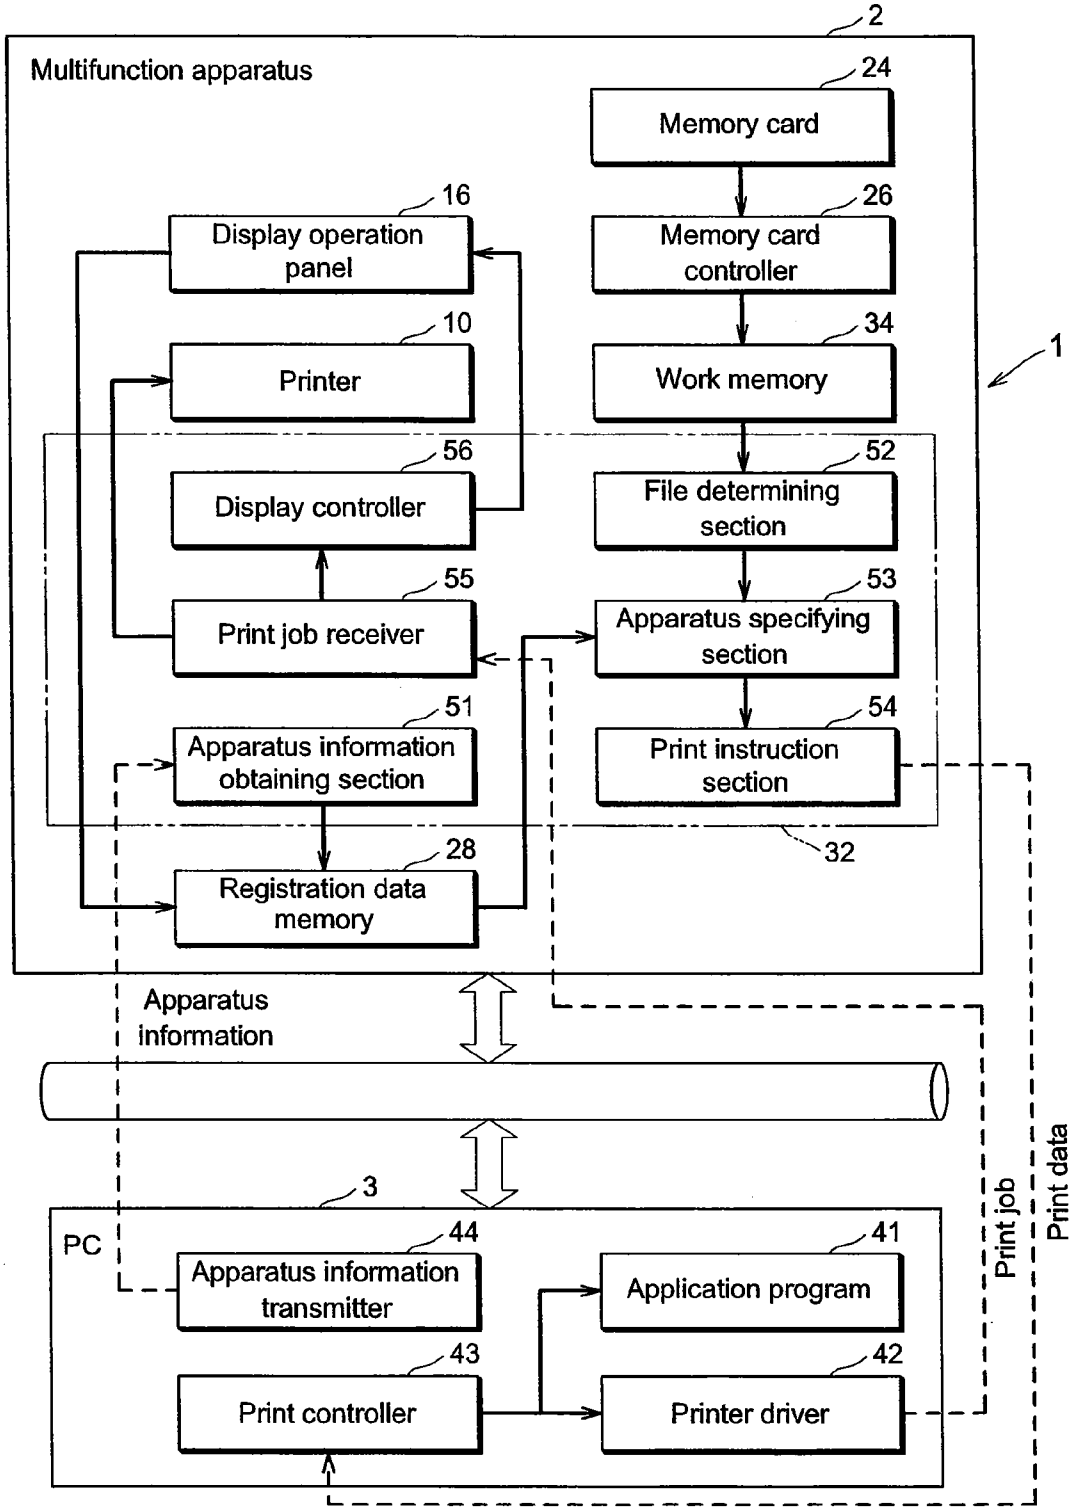 2
Multifunction apparatus
24
Memory card
16
Display operation
panel
26
Memory card
controller
10
Printer
34
Work memory
1
56
Display controller
52
File determining
section
55
Print job receiver
53
Apparatus specifying
section
51
Apparatus information
obtaining section
54
Print instruction
section
32
28
Registration data
memory
Apparatus
information
Print job
Print data
3
PC
44
Apparatus information
transmitter
41
Application program
43
Print controller
42
Printer driver